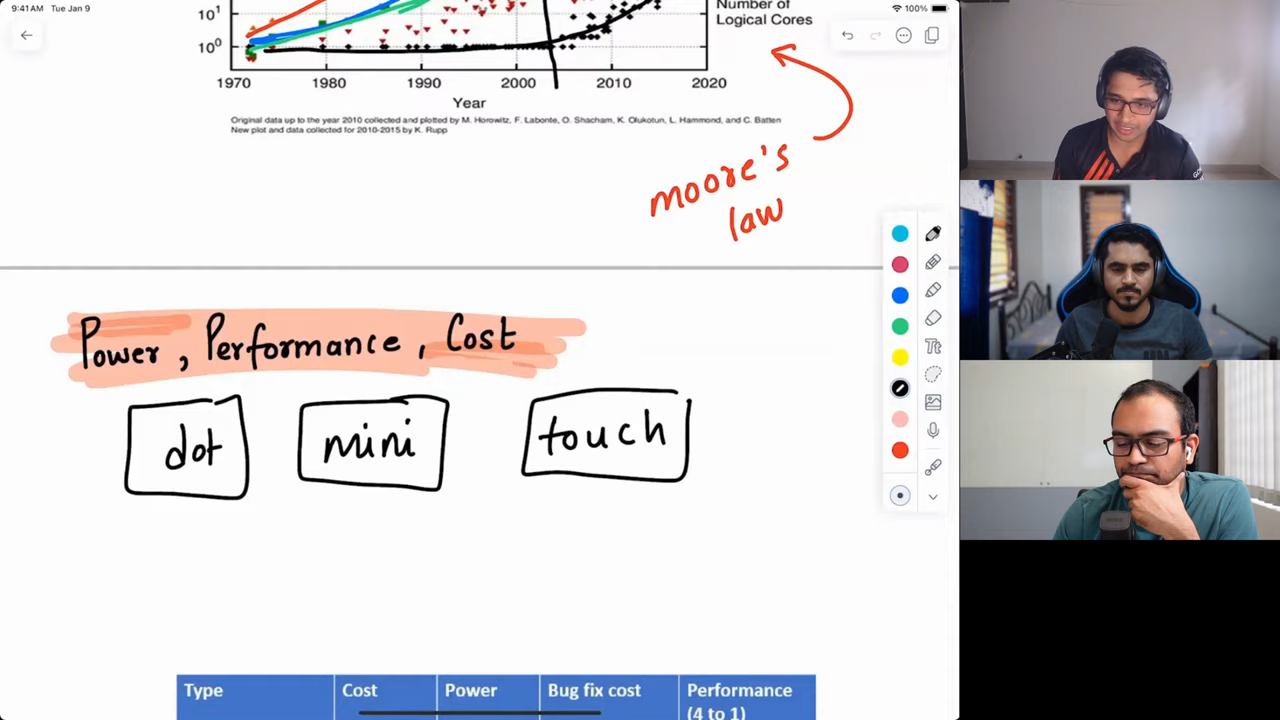 9:41 AM Tue Jan 9
100%
10¹
10⁰
Number of
Logical Cores
1970
1980
1990
2000
2010
2020
Year
Original data up to the year 2010 collected and plotted by M. Horowitz, F. Labonte, O. Shacham, K. Olukotun, L. Hammond, and C. Batten
New plot and data collected for 2010-2015 by K. Rupp
moore's
law
Power, Performance, Cost
dot
mini
touch
Tt
Type
Cost
Power
Bug fix cost
Performance
(4 to 1)